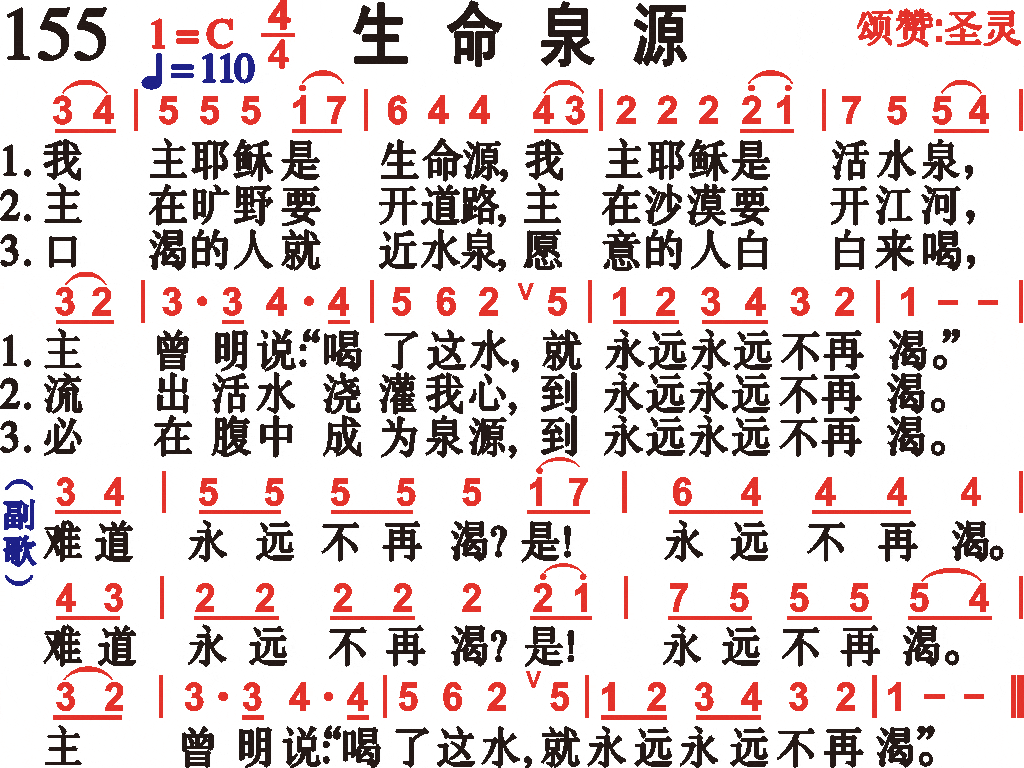 155 1=C 4/4 生命泉源 颂赞:圣灵
♩=110
3 4 | 5 5 5 1̇ 7 | 6 4 4 4 3 | 2 2 2 2̇ 1̇ | 7 5 5 4 |
1. 我 主耶稣是 生命源, 我 主耶稣是 活水泉,
2. 主 在旷野要 开道路, 主 在沙漠要 开江河,
3. 口 渴的人就 近水泉, 愿 意的人白 白来喝,
3 2 | 3 · 3 4 · 4 | 5 6 2 ∨ 5 | 1 2 3 4 3 2 | 1 - - |
1. 主 曾 明说:“喝 了这水, 就 永远永远不再 渴。”
2. 流 出 活水 浇 灌我心, 到 永远永远不再 渴。
3. 必 在 腹中 成 为泉源, 到 永远永远不再 渴。
(副歌) 3 4 | 5 5 5 5 5 1̇ 7 | 6 4 4 4 4 |
难道 永远不再渴? 是! 永远不再渴。
4 3 | 2 2 2 2 2 2̇ 1̇ | 7 5 5 5 5 4 |
难道 永远不再渴? 是! 永远不再渴。
3 2 | 3 · 3 4 · 4 | 5 6 2 ∨ 5 | 1 2 3 4 3 2 | 1 - - ‖
主 曾 明说:“喝 了这水, 就永远永远不再渴”。